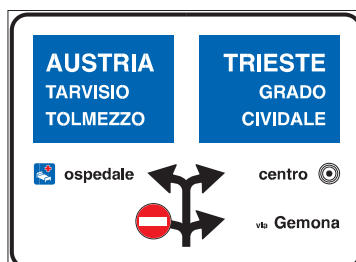 AUSTRIA
TARVISIO
TOLMEZZO
TRIESTE
GRADO
CIVIDALE
ospedale
centro
via Gemona